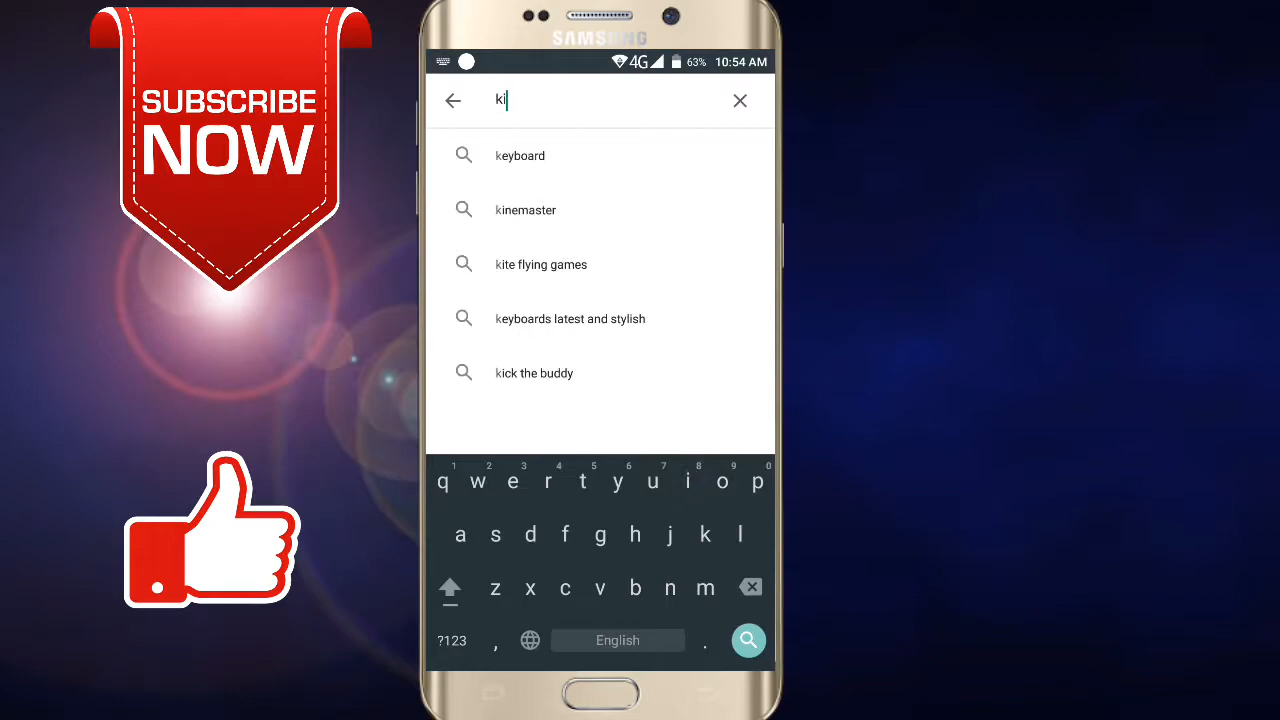 SUBSCRIBE
NOW
SAMSUNG
4G 63% 10:54 AM
ki
keyboard
kinemaster
kite flying games
keyboards latest and stylish
kick the buddy
1 2 3 4 5 6 7 8 9 0
q w e r t y u i o p
a s d f g h j k l
z x c v b n m
?123 , English .